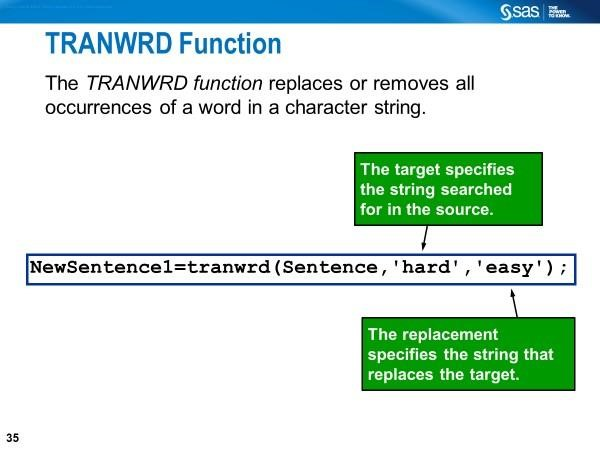 sas THE POWER TO KNOW.
TRANWRD Function
The TRANWRD function replaces or removes all
occurrences of a word in a character string.
The target specifies
the string searched
for in the source.
NewSentence1=tranwrd(Sentence,'hard','easy');
The replacement
specifies the string that
replaces the target.
35